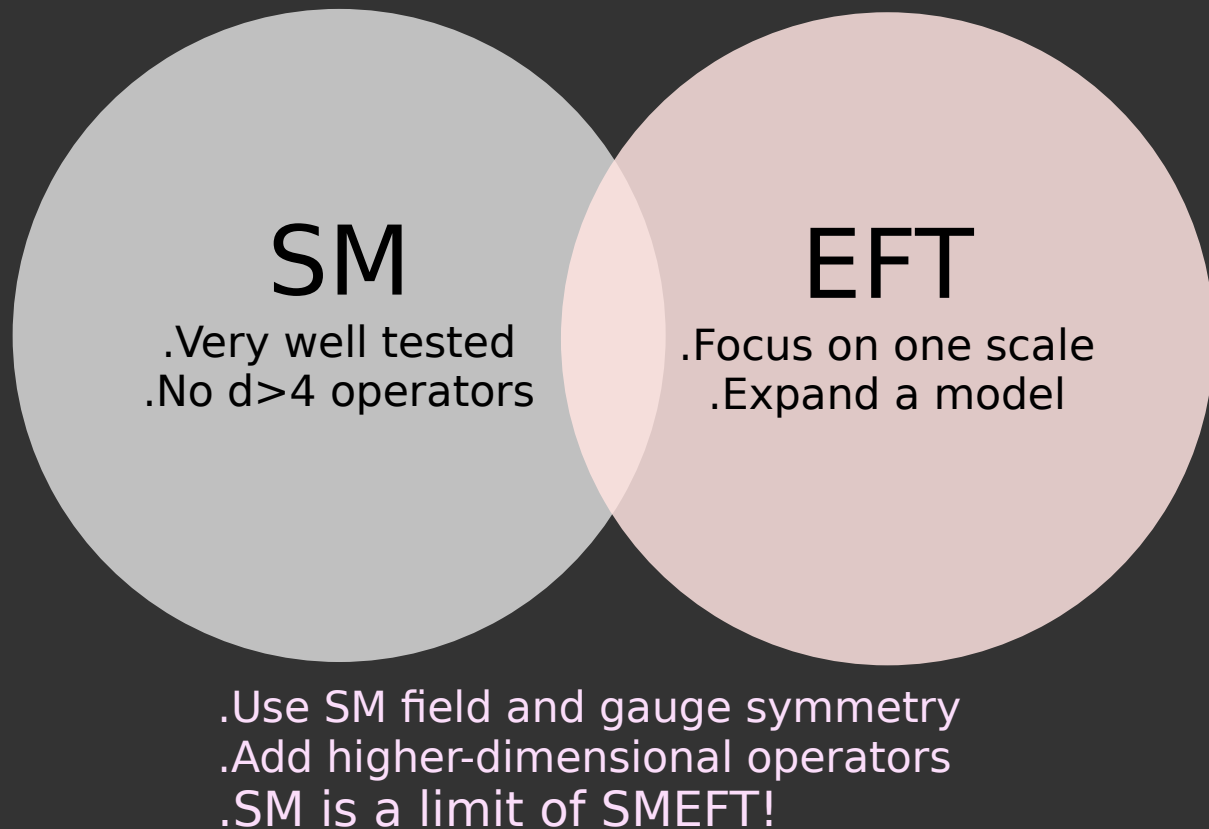 SM
.Very well tested
.No d>4 operators
EFT
.Focus on one scale
.Expand a model
.Use SM field and gauge symmetry
.Add higher-dimensional operators
.SM is a limit of SMEFT!